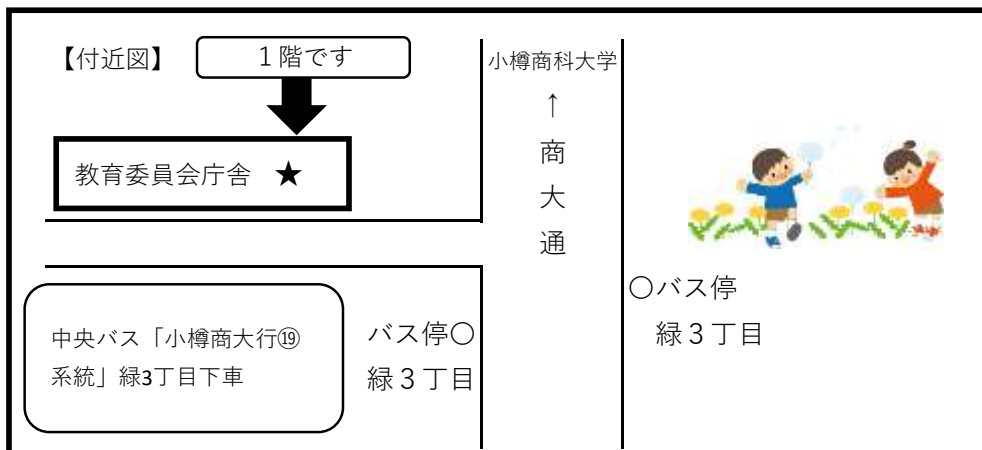 【付近図】
１階です
教育委員会庁舎　★
小樽商科大学
↑
商
大
通
中央バス「小樽商大行⑲
系統」緑3丁目下車
バス停〇
緑３丁目
〇バス停
緑３丁目